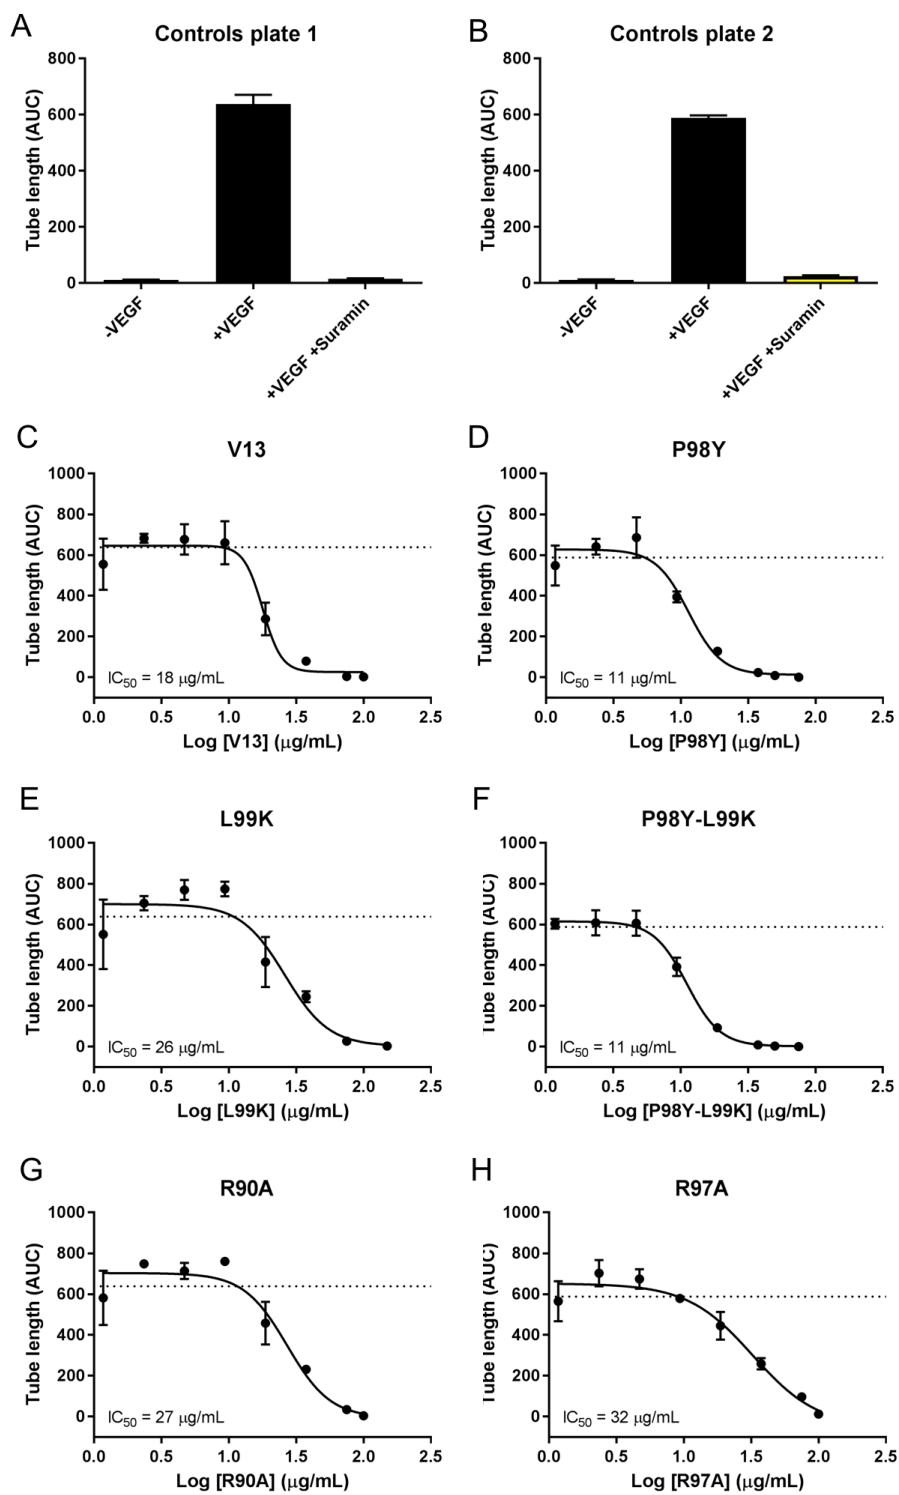 A
Controls plate 1
Tube length (AUC)
800
600
400
200
0
-VEGF
+VEGF
+VEGF +Suramin
B
Controls plate 2
Tube length (AUC)
800
600
400
200
0
-VEGF
+VEGF
+VEGF +Suramin
C
V13
Tube length (AUC)
1000
800
600
400
200
0
IC50 = 18 μg/mL
0.0 0.5 1.0 1.5 2.0 2.5
Log [V13] (μg/mL)
D
P98Y
Tube length (AUC)
1000
800
600
400
200
0
IC50 = 11 μg/mL
0.0 0.5 1.0 1.5 2.0 2.5
Log [P98Y] (μg/mL)
E
L99K
Tube length (AUC)
1000
800
600
400
200
0
IC50 = 26 μg/mL
0.0 0.5 1.0 1.5 2.0 2.5
Log [L99K] (μg/mL)
F
P98Y-L99K
Tube length (AUC)
1000
800
600
400
200
0
IC50 = 11 μg/mL
0.0 0.5 1.0 1.5 2.0 2.5
Log [P98Y-L99K] (μg/mL)
G
R90A
Tube length (AUC)
1000
800
600
400
200
0
IC50 = 27 μg/mL
0.0 0.5 1.0 1.5 2.0 2.5
Log [R90A] (μg/mL)
H
R97A
Tube length (AUC)
1000
800
600
400
200
0
IC50 = 32 μg/mL
0.0 0.5 1.0 1.5 2.0 2.5
Log [R97A] (μg/mL)